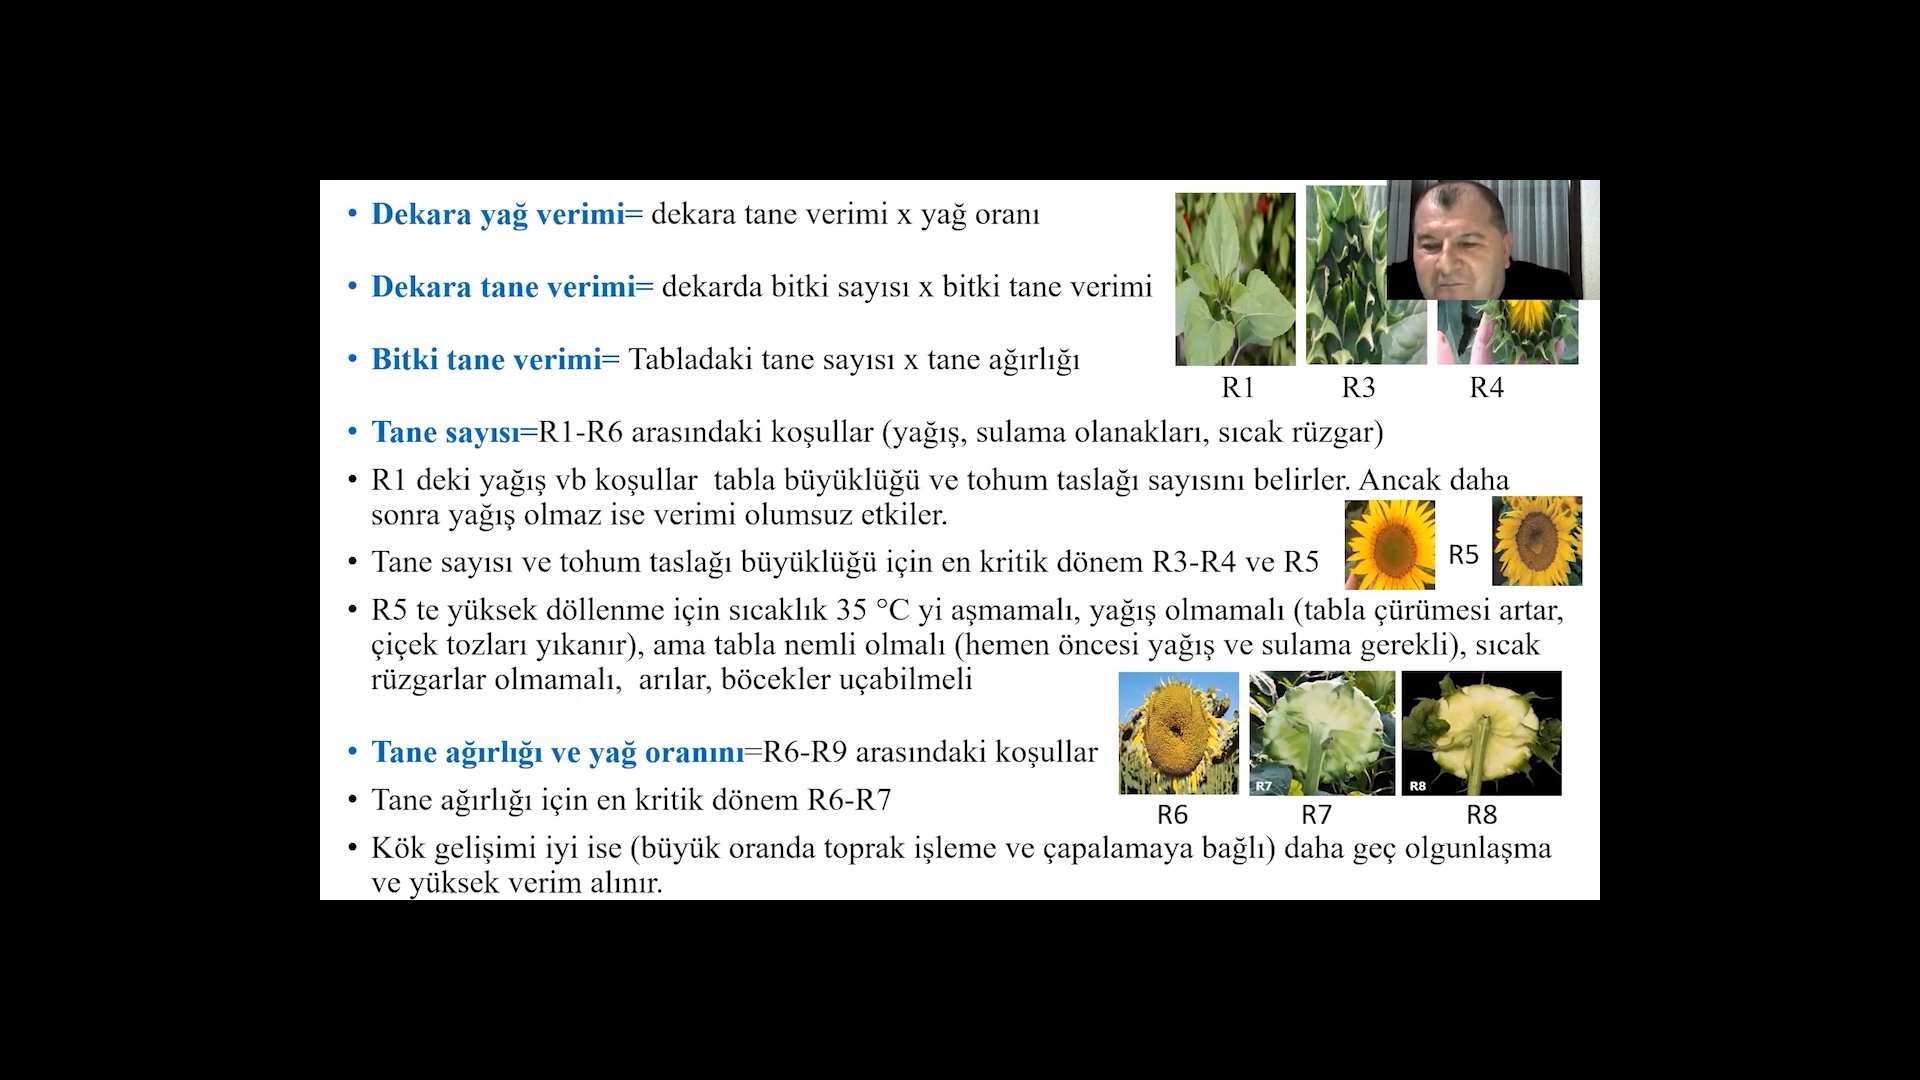 • Dekara yağ verimi= dekara tane verimi x yağ oranı
• Dekara tane verimi= dekarda bitki sayısı x bitki tane verimi
• Bitki tane verimi= Tabladaki tane sayısı x tane ağırlığı
R1 R3 R4
• Tane sayısı=R1-R6 arasındaki koşullar (yağış, sulama olanakları, sıcak rüzgar)
• R1 deki yağış vb koşullar tabla büyüklüğü ve tohum taslağı sayısını belirler. Ancak daha
sonra yağış olmaz ise verimi olumsuz etkiler.
• Tane sayısı ve tohum taslağı büyüklüğü için en kritik dönem R3-R4 ve R5
R5
• R5 te yüksek döllenme için sıcaklık 35 °C yi aşmamalı, yağış olmamalı (tabla çürümesi artar,
çiçek tozları yıkanır), ama tabla nemli olmalı (hemen öncesi yağış ve sulama gerekli), sıcak
rüzgarlar olmamalı, arılar, böcekler uçabilmeli
• Tane ağırlığı ve yağ oranını=R6-R9 arasındaki koşullar
R7 R8
• Tane ağırlığı için en kritik dönem R6-R7
R6 R7 R8
• Kök gelişimi iyi ise (büyük oranda toprak işleme ve çapalamaya bağlı) daha geç olgunlaşma
ve yüksek verim alınır.